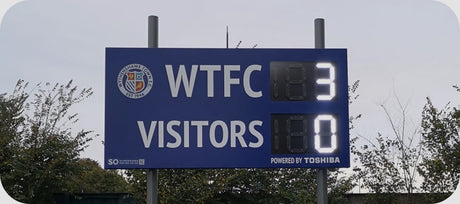 WTFC 3
VISITORS 0
POWERED BY TOSHIBA